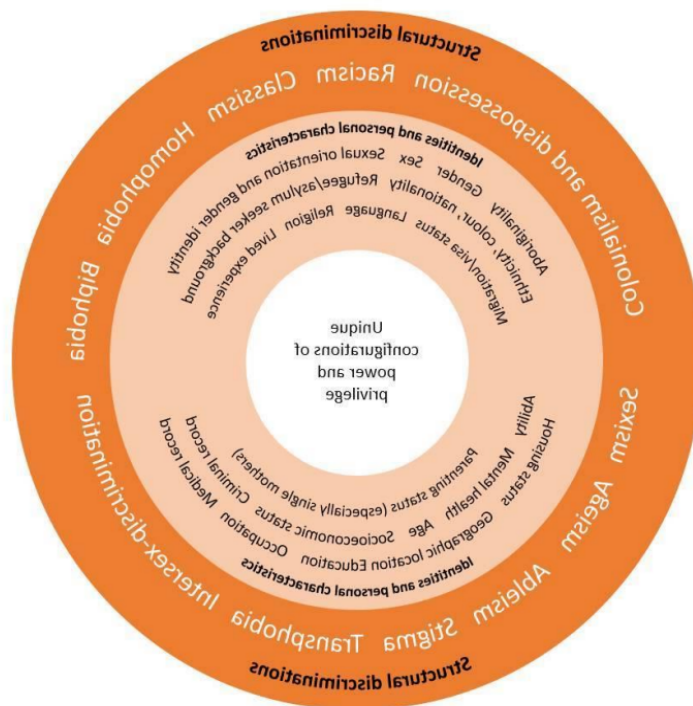 Structural discriminations
Homophobia Classism Racism Colonialism and dispossession
Biphobia
Identities and personal characteristics
Aboriginality Gender Sex Sexual orientation and gender identity
Ethnicity, colour, nationality Refugee/asylum seeker background
Migration/visa status Language Religion Lived experience
Unique
configurations of
power and
privilege
Parenting status (especially single mothers)
Ability Mental health Age Socioeconomic status Criminal record
Housing status Geographic location Education Occupation Medical record
Identities and personal characteristics
Sexism Ageism Ableism Stigma Transphobia Intersex-discrimination
Structural discriminations